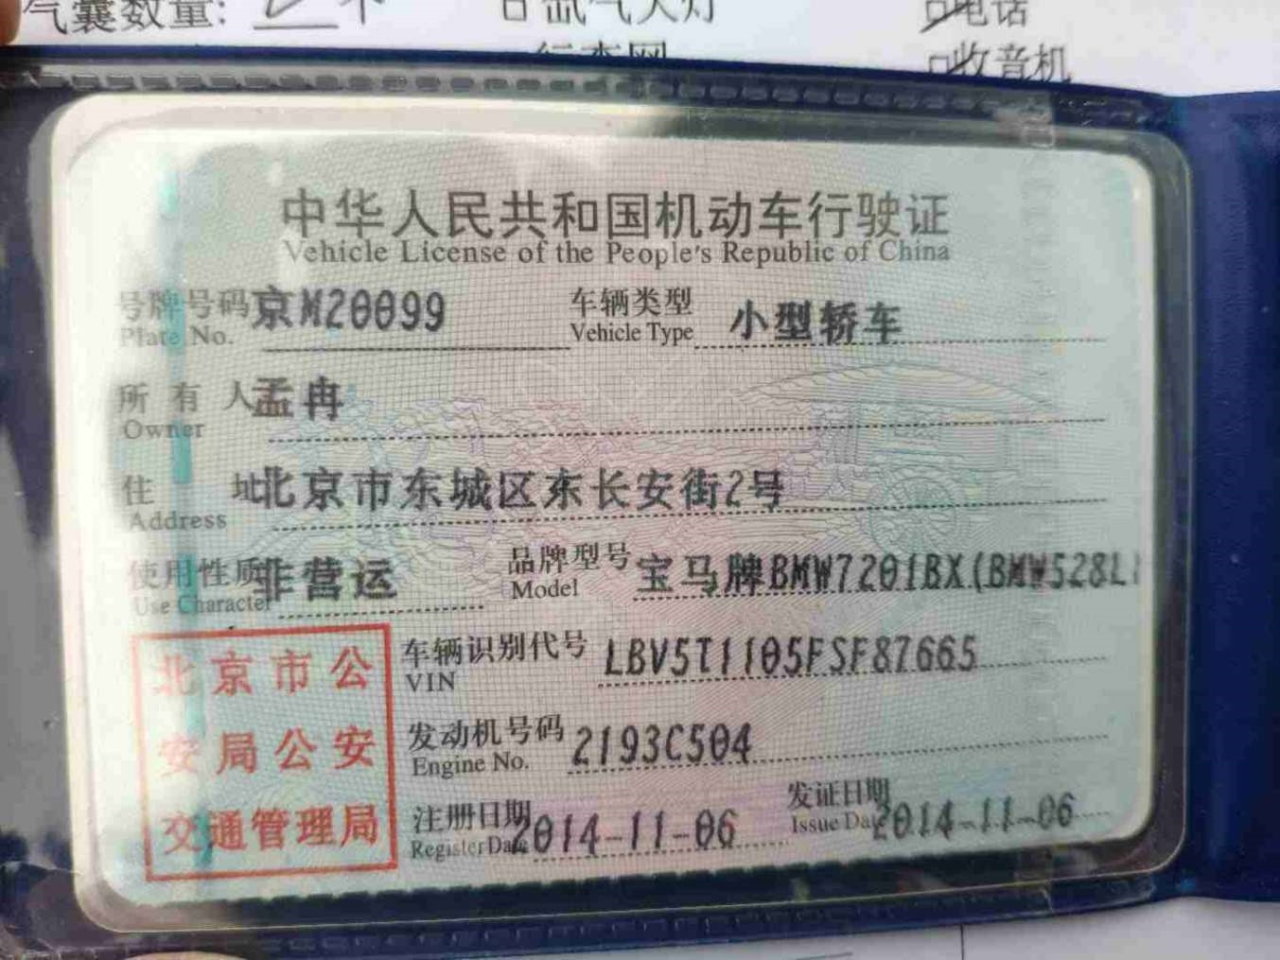 气囊数量:
个
□氙气大灯
□电话
□收音机
中华人民共和国机动车行驶证
Vehicle License of the People's Republic of China
号牌号码 京M20099 车辆类型 小型轿车
Plate No. Vehicle Type
所有人 孟冉
Owner
住址 北京市东城区东长安街2号
Address
使用性质 非营运 品牌型号 宝马牌BMW7201BX(BMW528L)
Use Character Model
北京市公
安局公安
交通管理局
车辆识别代号 LBV5T1105FSF87665
VIN
发动机号码 2193C504
Engine No.
注册日期 2014-11-06 发证日期 2014-11-06
Register Date Issue Date